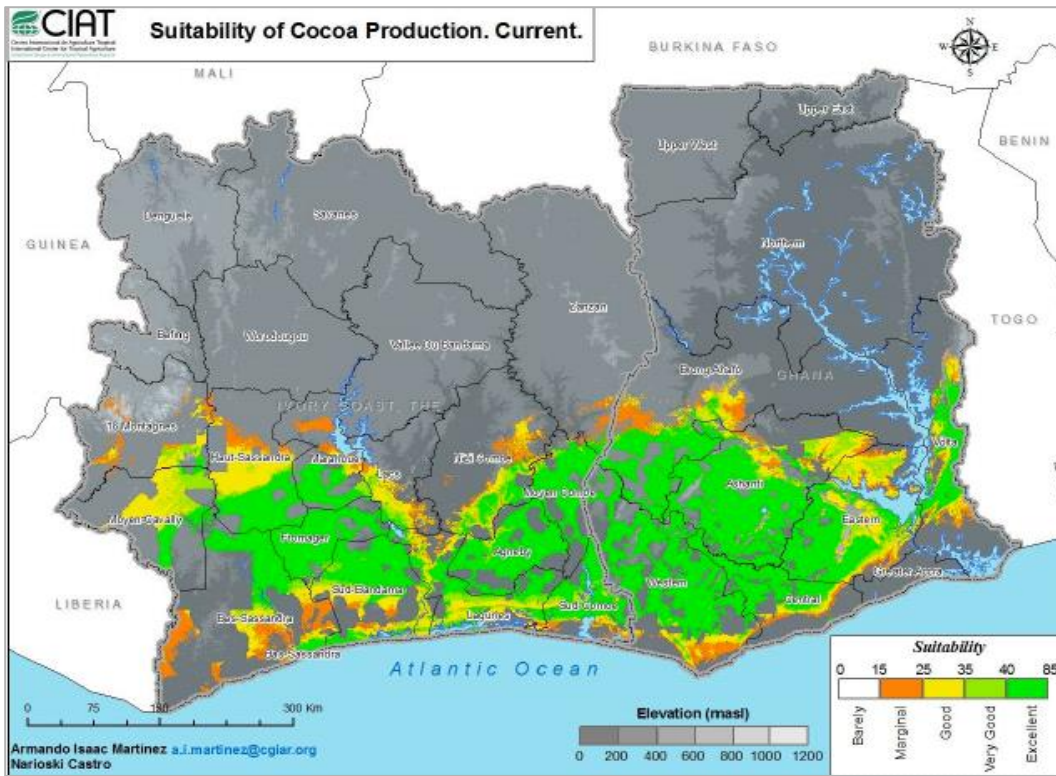 CIAT
Centro Internacional de Agricultura Tropical
International Center for Tropical Agriculture
Suitability of Cocoa Production. Current.
N
W E
S
BURKINA FASO
MALI
Upper East
Upper West
BENIN
Denguele
Savanes
GUINEA
Northern
Zanzan
TOGO
Bafing
Worodougou
Vallee Du Bandama
Brong Ahafo
GHANA
IVORY COAST, THE
18 Montagnes
Haut-Sassandra
Marahoue
Lacs
N'zi Comoe
Volta
Moyen Comoe
Ashanti
Moyen-Cavally
Eastern
Fromager
Agneby
Greater Accra
Western
LIBERIA
Sud-Bandama
Central
Bas-Sassandra
Lagunes
Sud Comoe
Bas-Sassandra
Atlantic Ocean
Suitability
0 15 25 35 40 85
Barely
Marginal
Good
Very Good
Excellent
0 75 150 300 Km
Elevation (masl)
0 200 400 600 800 1000 1200
Armando Isaac Martinez a.i.martinez@cgiar.org
Narioski Castro